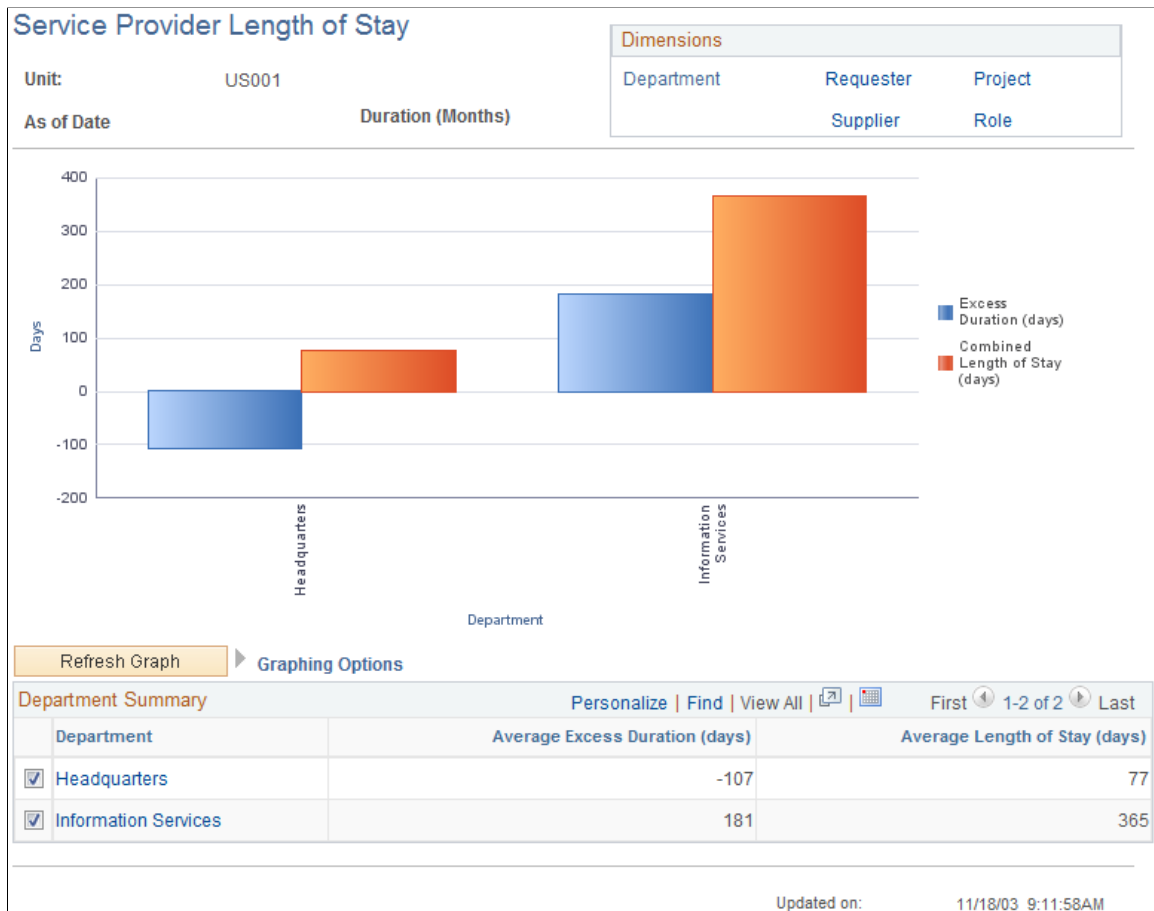 Service Provider Length of Stay
Dimensions
Unit: US001
Department Requester Project
As of Date Duration (Months)
Supplier Role
400
300
200
100
0
-100
-200
Days
Excess
Duration (days)
Combined
Length of Stay
(days)
Headquarters
Information
Services
Department
Refresh Graph Graphing Options
Department Summary Personalize | Find | View All | | First 1-2 of 2 Last
Department Average Excess Duration (days) Average Length of Stay (days)
Headquarters -107 77
Information Services 181 365
Updated on: 11/18/03 9:11:58AM